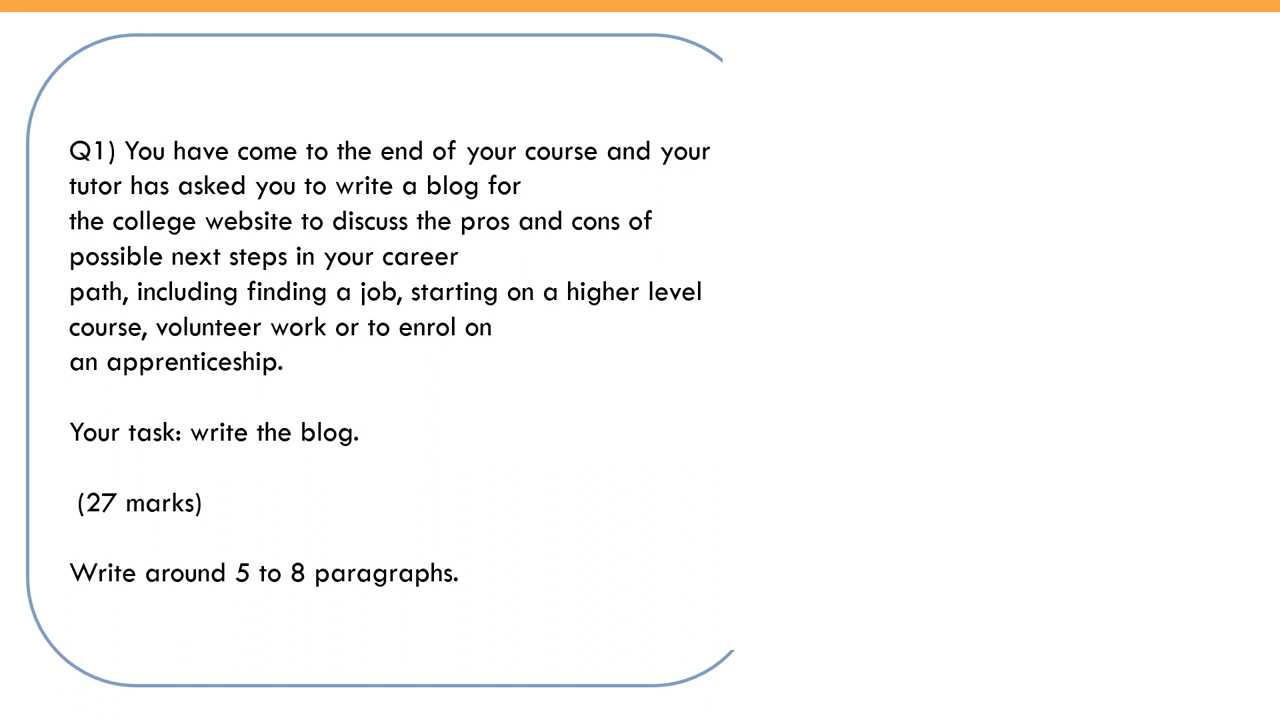 Q1) You have come to the end of your course and your
tutor has asked you to write a blog for
the college website to discuss the pros and cons of
possible next steps in your career
path, including finding a job, starting on a higher level
course, volunteer work or to enrol on
an apprenticeship.
Your task: write the blog.
(27 marks)
Write around 5 to 8 paragraphs.